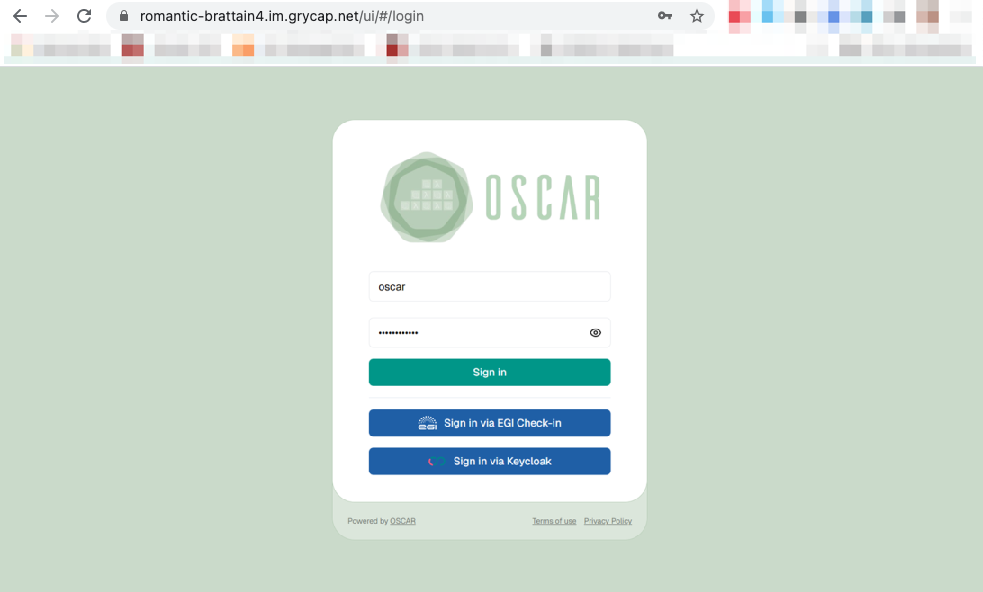 romantic-brattain4.im.grycap.net/ui/#/login
OSCAR
oscar
Sign in
Sign in via EGI Check-in
Sign in via Keycloak
Powered by OSCAR
Terms of use Privacy Policy